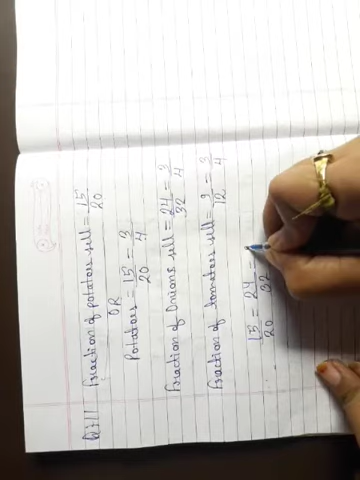 Q:11 Fraction of potatoes sell = 15/20
OR
Potatoes = 15/20 = 3/4
Fraction of Onions sell = 24/32 = 3/4
Fraction of tomatoes sell = 9/12 = 3/4
15/20 = 24/32 =